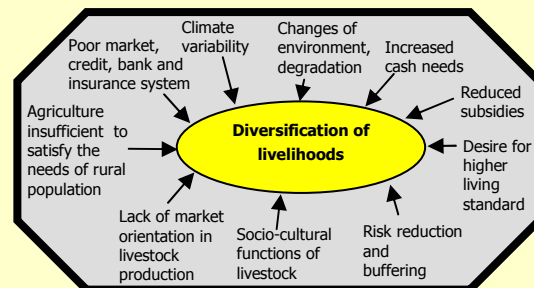 Climate
variability
Changes of
environment,
degradation
Increased
cash needs
Poor market,
credit, bank and
insurance system
Reduced
subsidies
Agriculture
insufficient to
satisfy the
needs of rural
population
Diversification of
livelihoods
Desire for
higher
living
standard
Lack of market
orientation in
livestock
production
Socio-cultural
functions of
livestock
Risk reduction
and
buffering